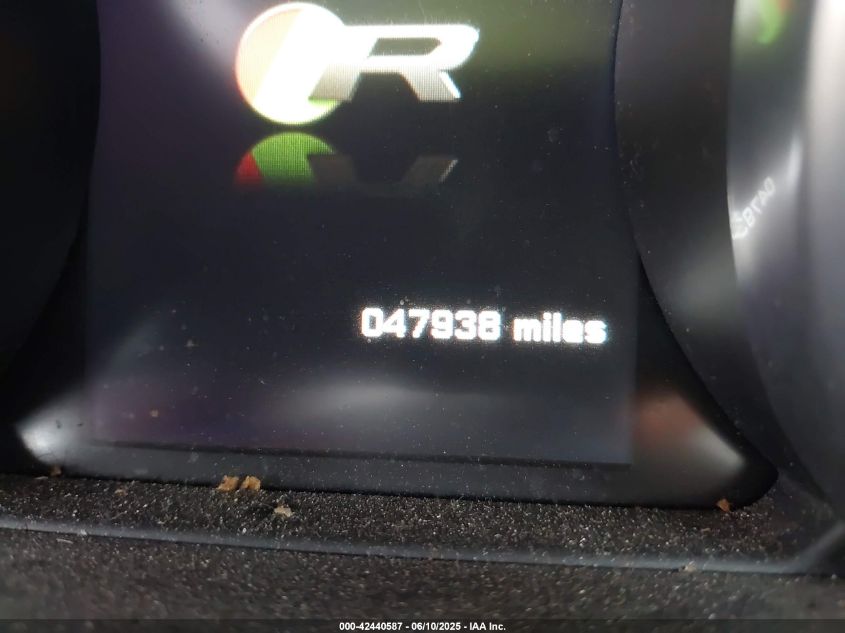 R
047938 miles
000-42440587 - 06/10/2025 - IAA Inc.